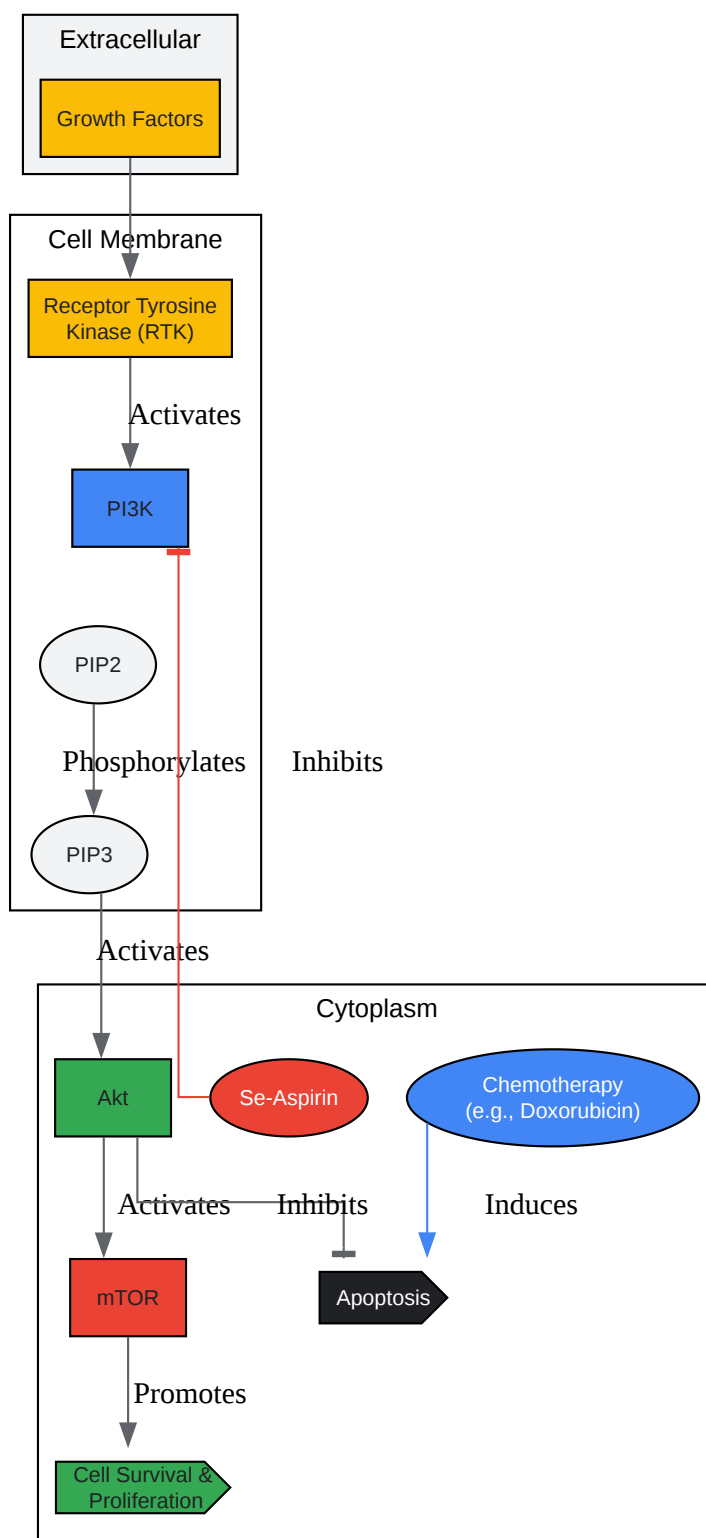 Extracellular
Growth Factors
Cell Membrane
Receptor Tyrosine
Kinase (RTK)
Activates
PI3K
PIP2
Phosphorylates
Inhibits
PIP3
Activates
Cytoplasm
Akt
Se-Aspirin
Chemotherapy
(e.g., Doxorubicin)
Activates
Inhibits
Induces
mTOR
Apoptosis
Promotes
Cell Survival &
Proliferation